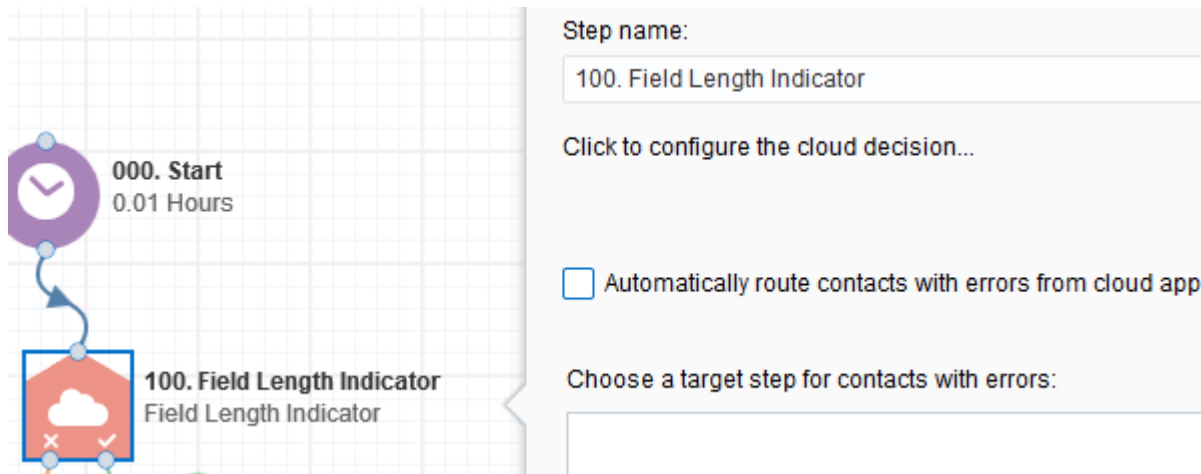 000. Start
0.01 Hours
100. Field Length Indicator
Field Length Indicator
Step name:
100. Field Length Indicator
Click to configure the cloud decision...
Automatically route contacts with errors from cloud app
Choose a target step for contacts with errors: